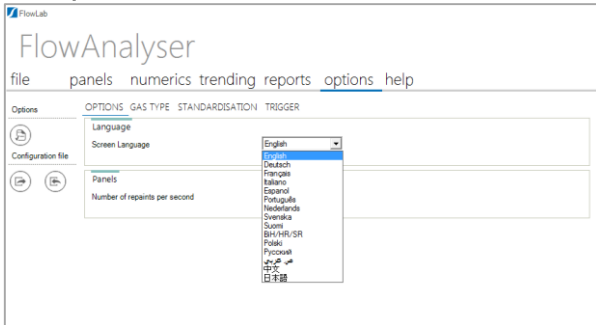 FlowLab
FlowAnalyser
file panels numerics trending reports options help
Options
OPTIONS GAS TYPE STANDARDISATION TRIGGER
Language
Screen Language
English
English
Deutsch
Français
Italiano
Espanol
Português
Nederlands
Svenska
Suomi
BiH/HR/SR
Polski
Русский
中文
日本語
Configuration file
Panels
Number of repaints per second